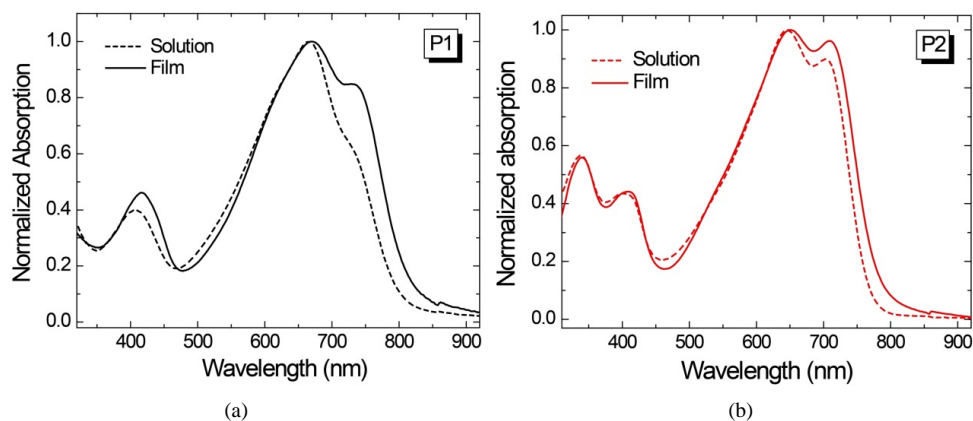 P1
Solution
Film
Normalized Absorption
1.0
0.8
0.6
0.4
0.2
0.0
400 500 600 700 800 900
Wavelength (nm)
(a)
P2
Solution
Film
Normalized absorption
1.0
0.8
0.6
0.4
0.2
0.0
400 500 600 700 800 900
Wavelength (nm)
(b)